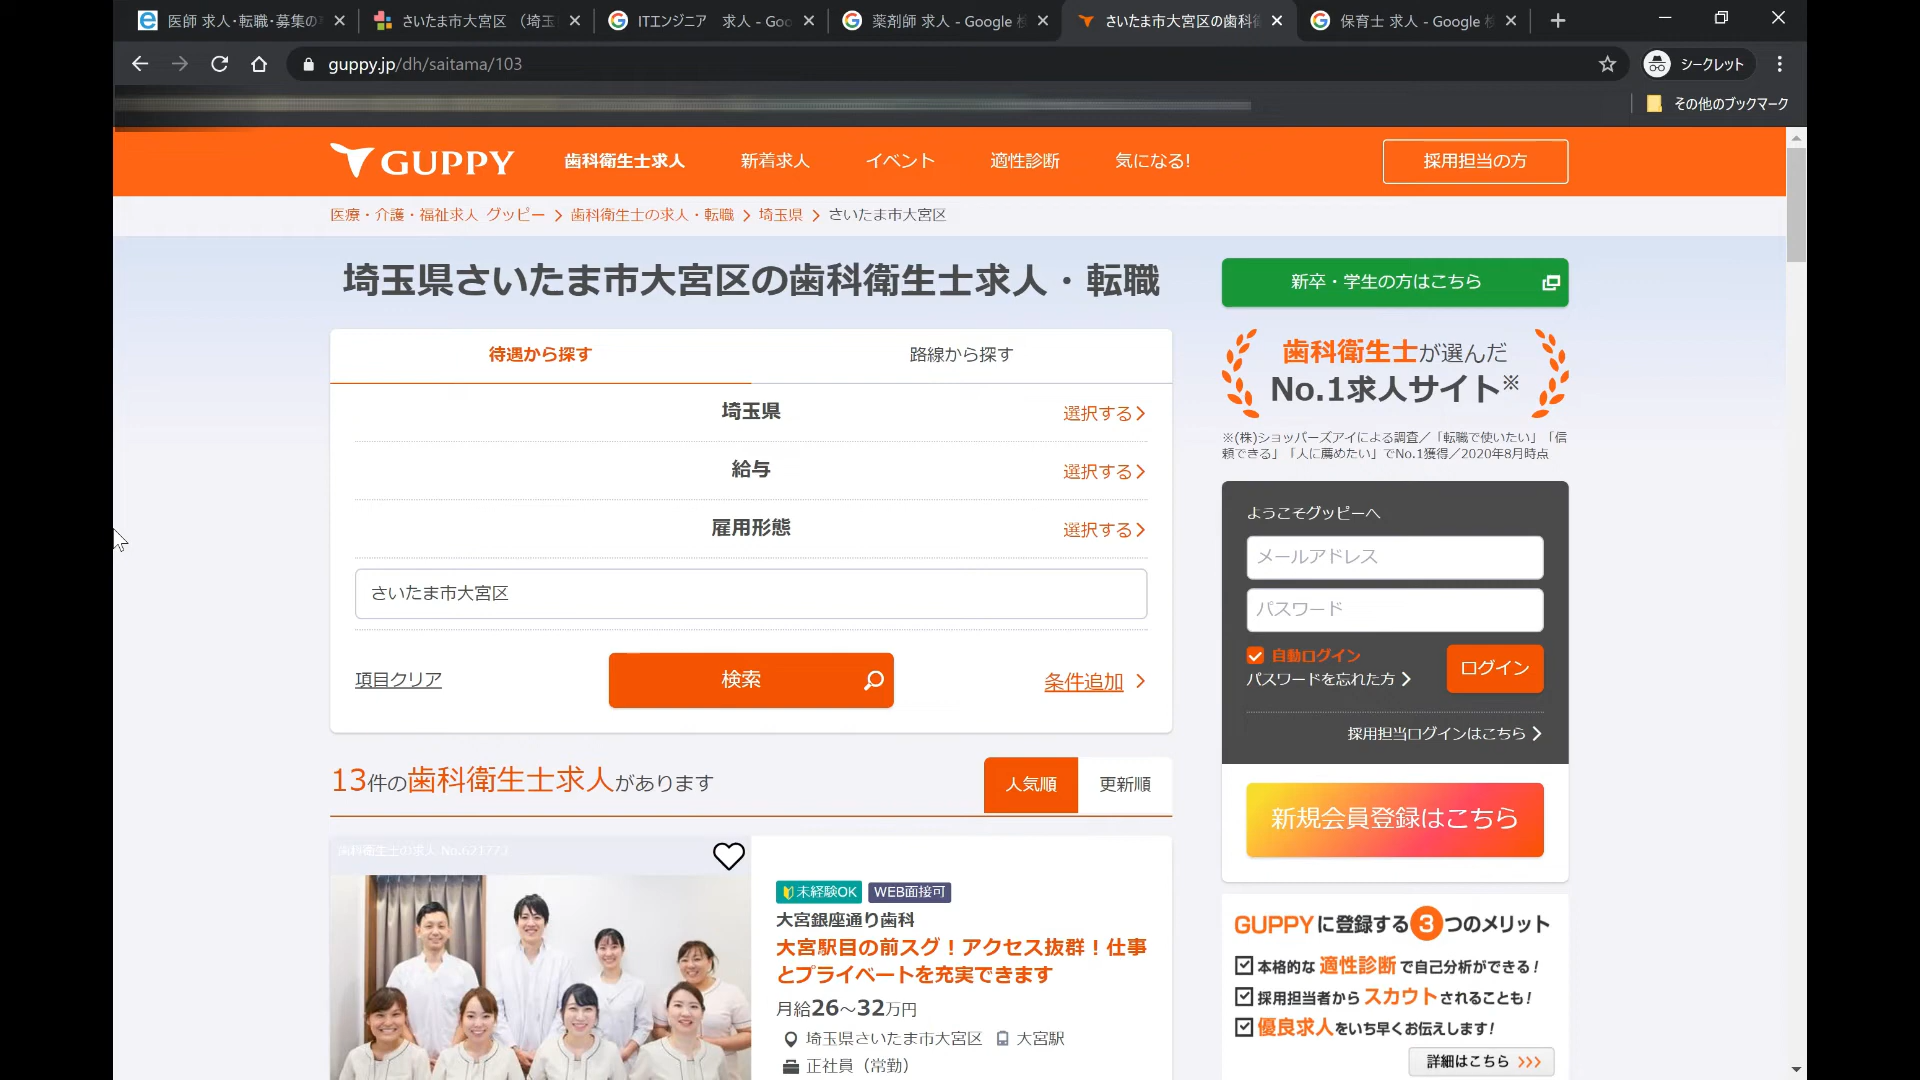 医師 求人･転職･募集の
さいたま市大宮区 （埼玉
ITエンジニア 求人 - Goo
薬剤師 求人 - Google 検
さいたま市大宮区の歯科衛
保育士 求人 - Google 検
guppy.jp/dh/saitama/103
シークレット
その他のブックマーク
GUPPY
歯科衛生士求人
新着求人
イベント
適性診断
気になる!
採用担当の方
医療・介護・福祉求人 グッピー > 歯科衛生士の求人・転職 > 埼玉県 > さいたま市大宮区
埼玉県さいたま市大宮区の歯科衛生士求人・転職
待遇から探す
路線から探す
埼玉県
選択する
給与
選択する
雇用形態
選択する
さいたま市大宮区
項目クリア
検索
条件追加
13件の歯科衛生士求人があります
人気順
更新順
未経験OK
WEB面接可
大宮銀座通り歯科
大宮駅目の前スグ！アクセス抜群！仕事
とプライベートを充実できます
月給26～32万円
埼玉県さいたま市大宮区 大宮駅
正社員（常勤）
新卒・学生の方はこちら
歯科衛生士が選んだ
No.1求人サイト※
※(株)ショッパーズアイによる調査／「転職で使いたい」「信
頼できる」「人に薦めたい」でNo.1獲得／2020年8月時点
ようこそグッピーへ
メールアドレス
パスワード
自動ログイン
パスワードを忘れた方
ログイン
採用担当ログインはこちら
新規会員登録はこちら
GUPPYに登録する3つのメリット
本格的な 適性診断 で自己分析ができる！
採用担当者から スカウト されることも！
優良求人をいち早くお伝えします！
詳細はこちら